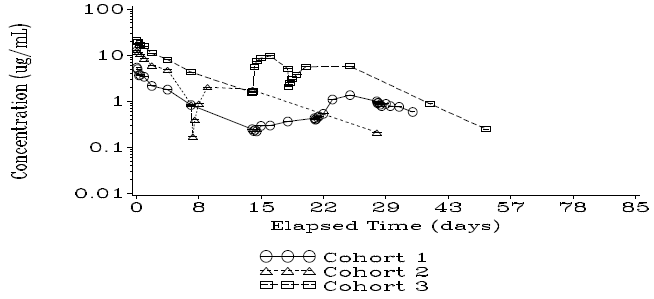 100
10
1
0.1
0.01
Concentration (ug/mL)
0 8 15 22 29 43 57 78 85
Elapsed Time (days)
Cohort 1
Cohort 2
Cohort 3